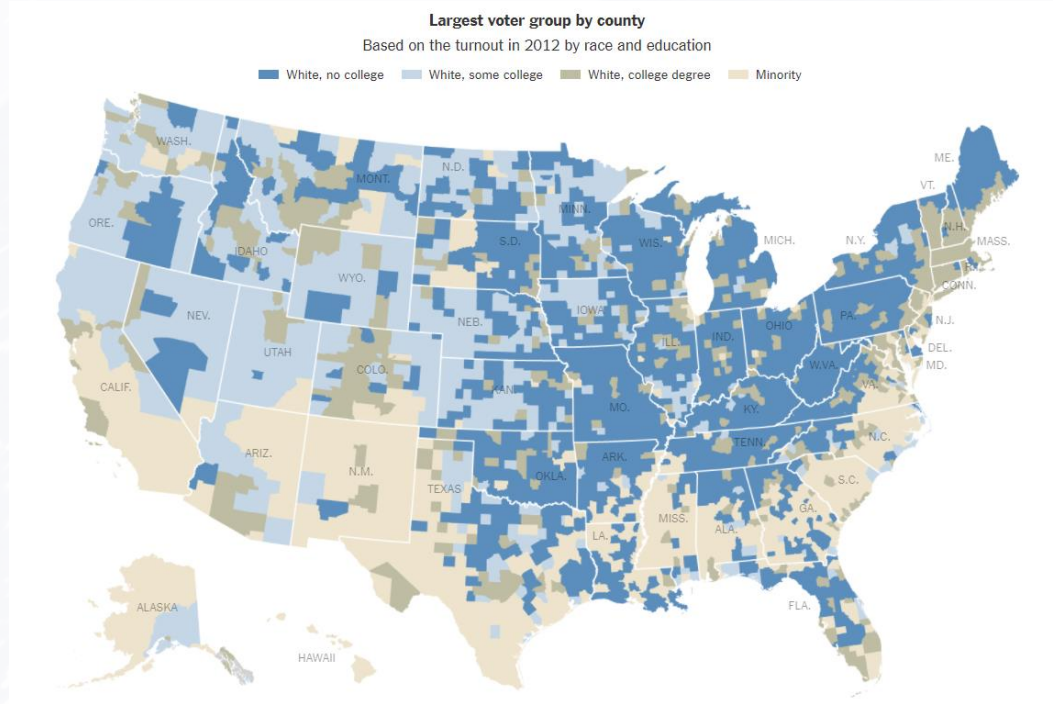 Largest voter group by county
Based on the turnout in 2012 by race and education
White, no college White, some college White, college degree Minority
WASH.
ORE.
IDAHO
MONT.
N.D.
MINN.
S.D.
WYO.
NEV.
UTAH
COLO.
NEB.
IOWA
WIS.
MICH.
N.Y.
VT.
ME.
N.H.
MASS.
R.I.
CONN.
N.J.
PA.
OHIO
IND.
ILL.
DEL.
MD.
W.VA.
VA.
KY.
MO.
KAN.
CALIF.
ARIZ.
N.M.
TEXAS
OKLA.
ARK.
TENN.
N.C.
S.C.
GA.
ALA.
MISS.
LA.
FLA.
ALASKA
HAWAII